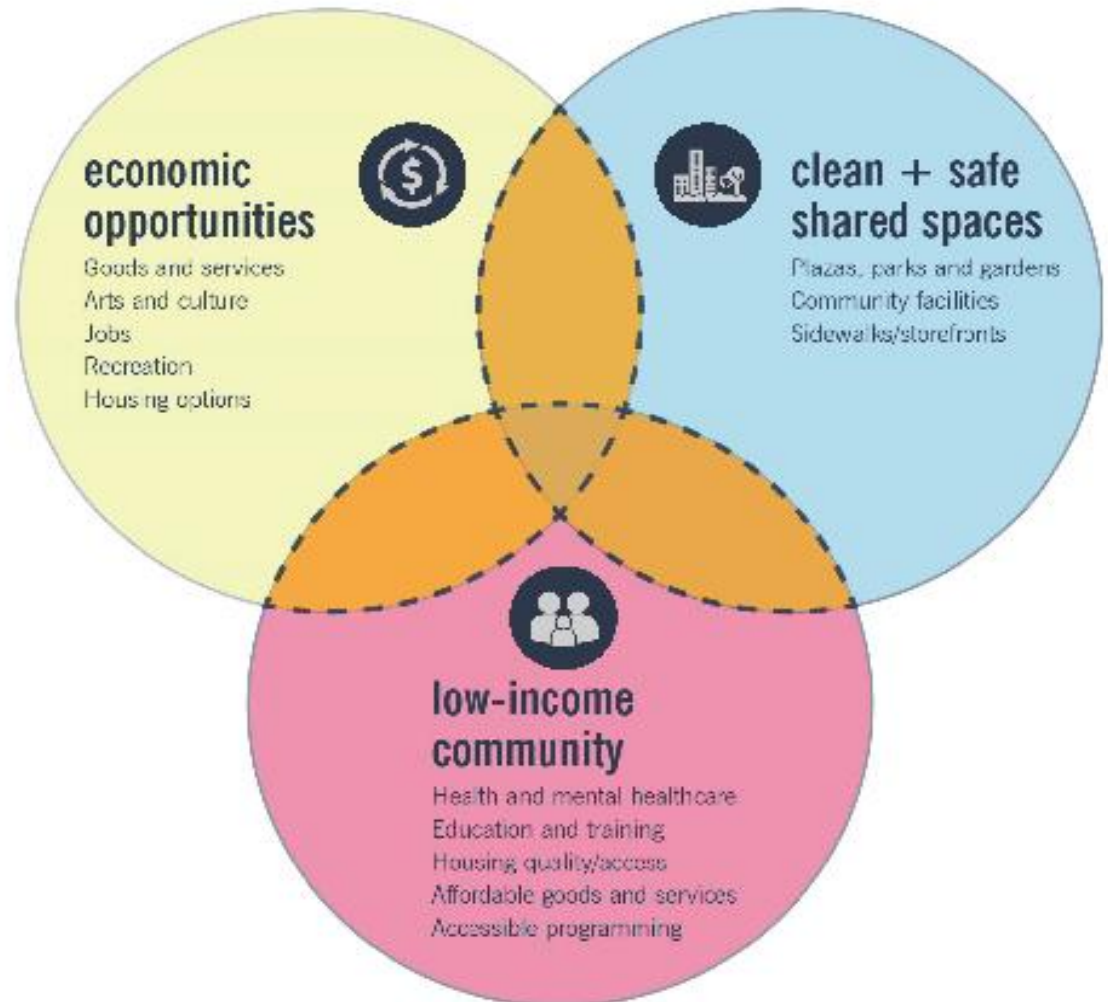 economic
opportunities
Goods and services
Arts and culture
Jobs
Recreation
Housing options
$
clean + safe
shared spaces
Plazas, parks and gardens
Community facilities
Sidewalks/storefronts
low-income
community
Health and mental healthcare
Education and training
Housing quality/access
Affordable goods and services
Accessible programming